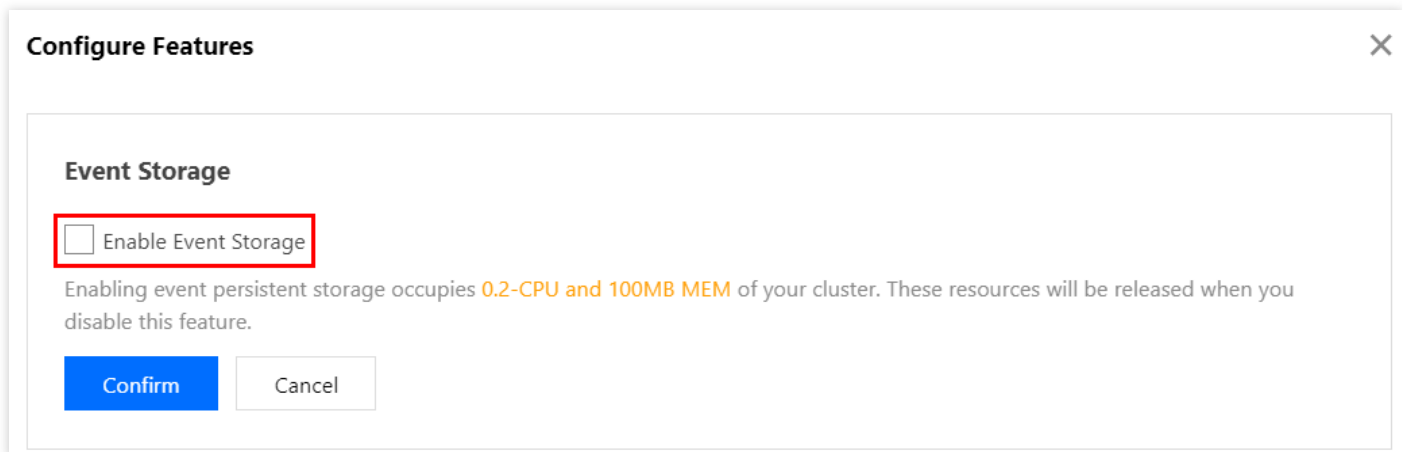 Configure Features
Event Storage
Enable Event Storage
Enabling event persistent storage occupies 0.2-CPU and 100MB MEM of your cluster. These resources will be released when you
disable this feature.
Confirm Cancel